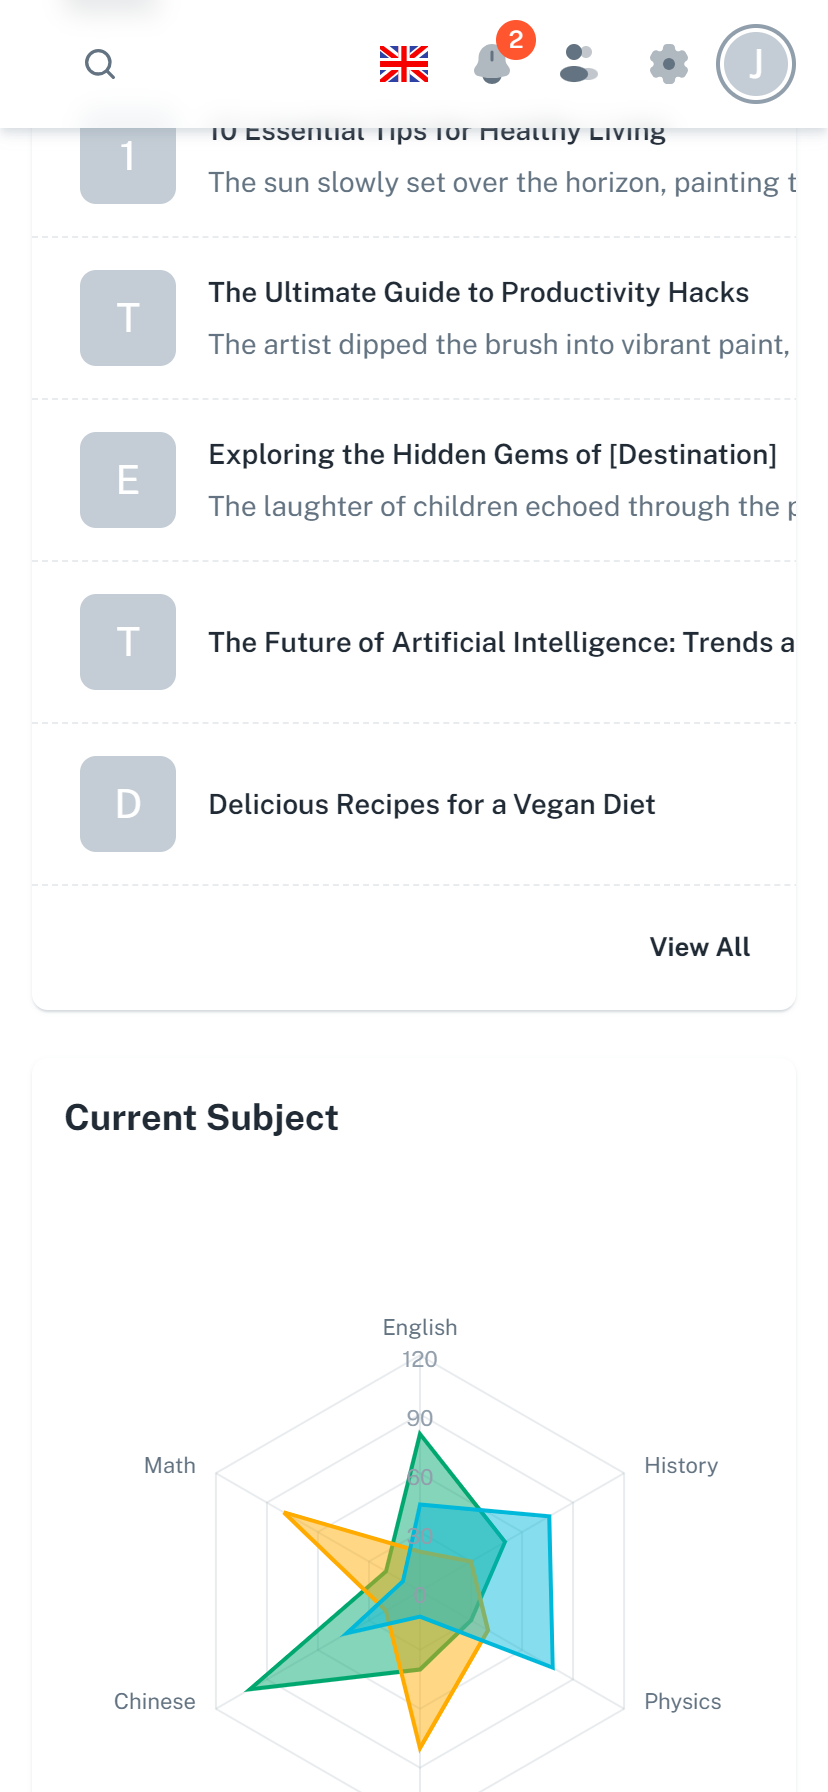 2
J
1
10 Essential Tips for Healthy Living
The sun slowly set over the horizon, painting t
T
The Ultimate Guide to Productivity Hacks
The artist dipped the brush into vibrant paint,
E
Exploring the Hidden Gems of [Destination]
The laughter of children echoed through the p
T
The Future of Artificial Intelligence: Trends a
D
Delicious Recipes for a Vegan Diet
View All
Current Subject
English
120
90
Math
History
60
30
0
Chinese
Physics